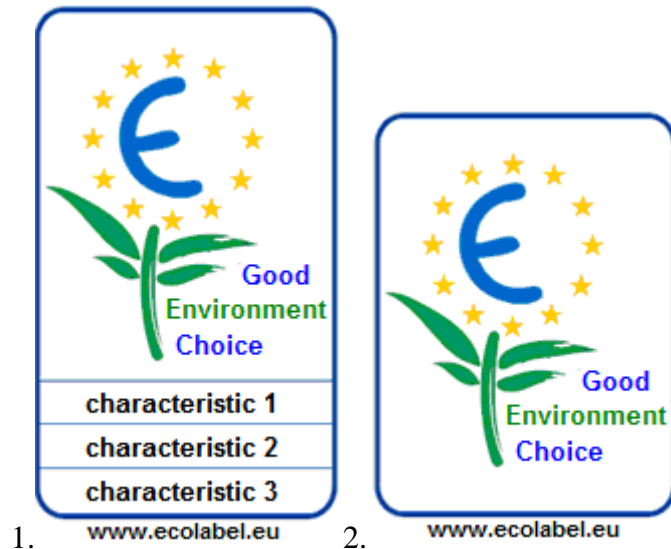 Good
Environment
Choice
characteristic 1
characteristic 2
characteristic 3
1. www.ecolabel.eu
Good
Environment
Choice
2. www.ecolabel.eu